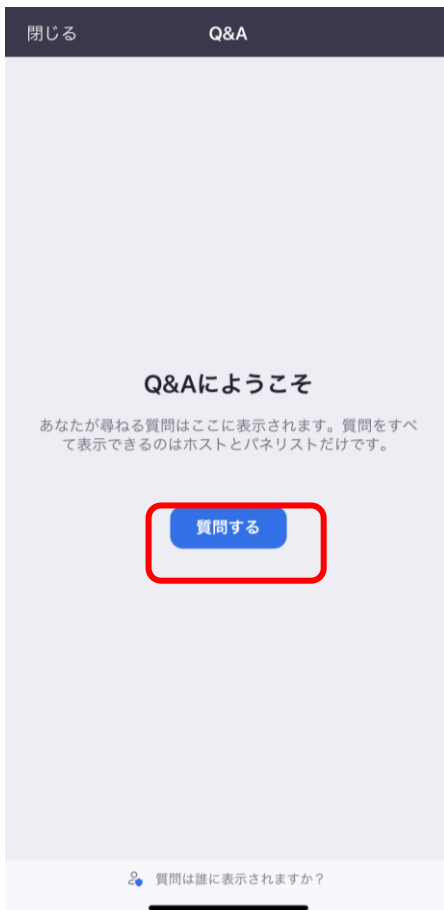 閉じる Q&A
Q&Aにようこそ
あなたが尋ねる質問はここに表示されます。質問をすべ
て表示できるのはホストとパネリストだけです。
質問する
質問は誰に表示されますか？